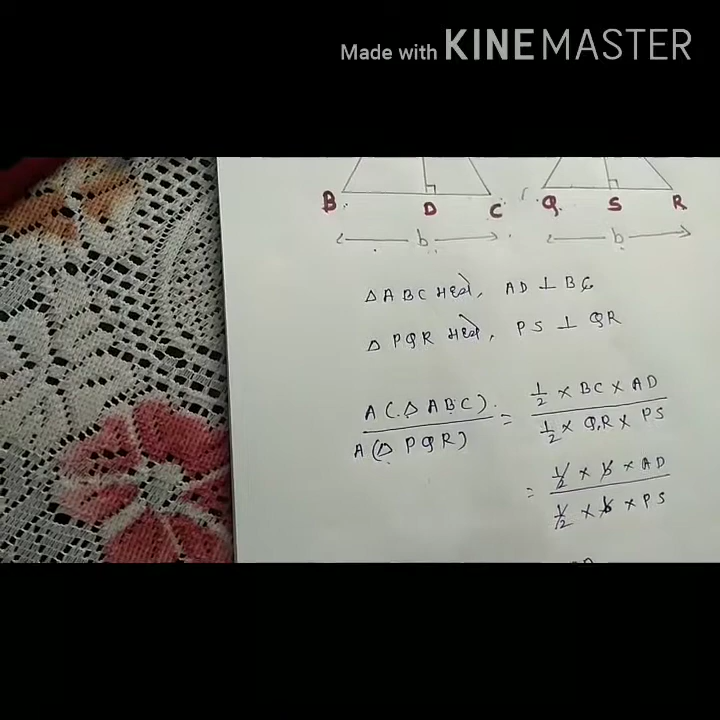 Made with KINEMASTER
B D C Q S R
b b
Δ ABC मध्ये, AD ⊥ BC
Δ PQR मध्ये, PS ⊥ QR
A(Δ ABC) / A(Δ PQR) = 1/2 × BC × AD / 1/2 × QR × PS
= 1/2 × b × AD / 1/2 × b × PS